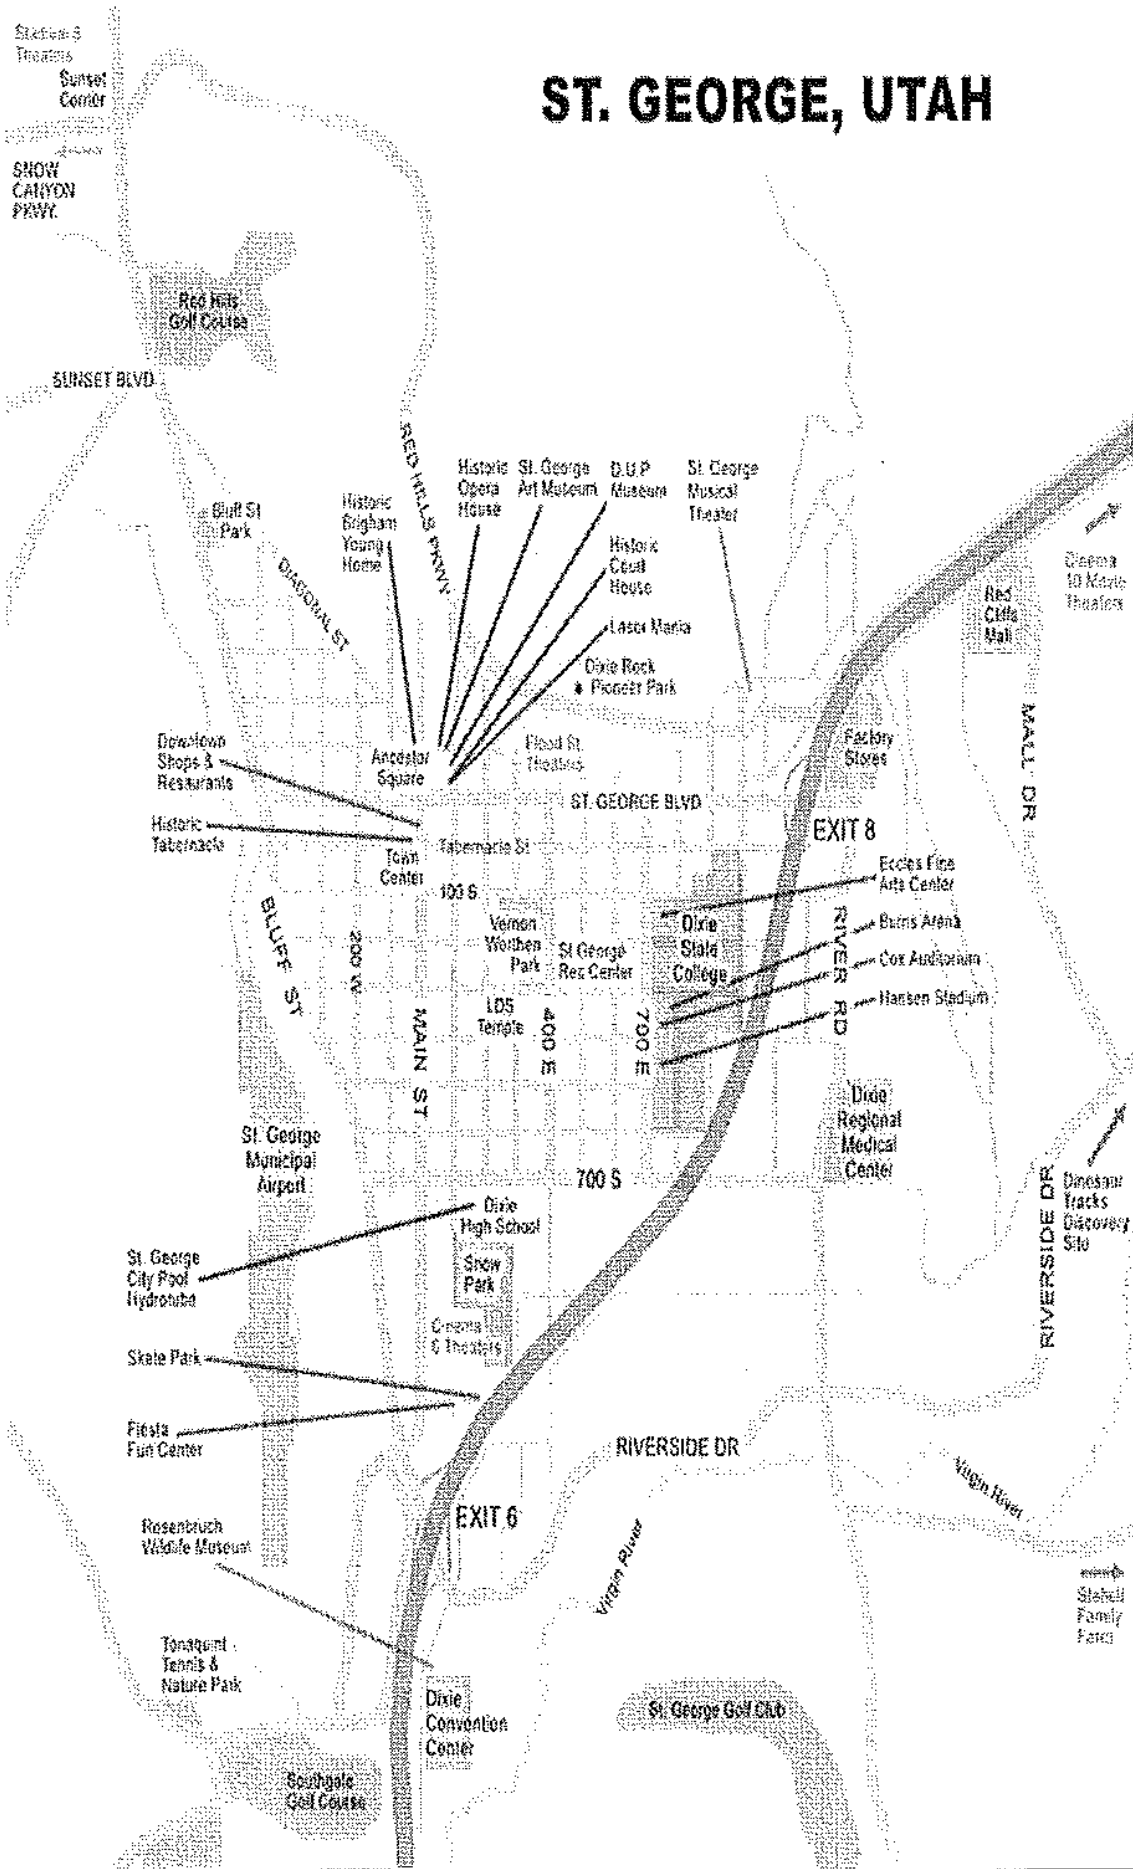 ST. GEORGE, UTAH
Stadium 8
Theatres
Sunset
Corner
SNOW
CANYON
PKWY.
Red Hills
Golf Course
SUNSET BLVD
RED HILLS PKWY
Bluff St
Park
DIAGONAL ST
Historic
Brigham
Young
Home
Historic
Opera
House
St. George
Art Museum
D.U.P.
Museum
St. George
Musical
Theater
Historic
Court
House
Laser Mania
Dixie Rock
Pioneer Park
Cinema
10 Movie
Theaters
Red
Cliffs
Mall
MALL DR
Factory
Stores
Downtown
Shops &
Restaurants
Ancestor
Square
Flood St.
Theaters
ST. GEORGE BLVD
EXIT 8
Historic
Tabernacle
Tabernacle St
Town
Center
100 S
Eccles Fine
Arts Center
Burns Arena
Cox Auditorium
Hansen Stadium
BLUFF ST
200 W
Vernon
Worthen
Park
St George
Rec Center
Dixie
State
College
RIVER RD
MAIN ST
LDS
Temple
400 E
700 E
Dixie
Regional
Medical
Center
St. George
Municipal
Airport
700 S
Dixie
High School
RIVERSIDE DR
Dinosaur
Tracks
Discovery
Site
St. George
City Pool
Hydrotube
Snow
Park
Cinema
6 Theaters
Skate Park
Fiesta
Fun Center
RIVERSIDE DR
Virgin River
EXIT 6
Rosenbruch
Wildlife Museum
Virgin River
Staheli
Family
Farm
Tonaquint
Tennis &
Nature Park
Dixie
Convention
Center
St. George Golf Club
Southgate
Golf Course